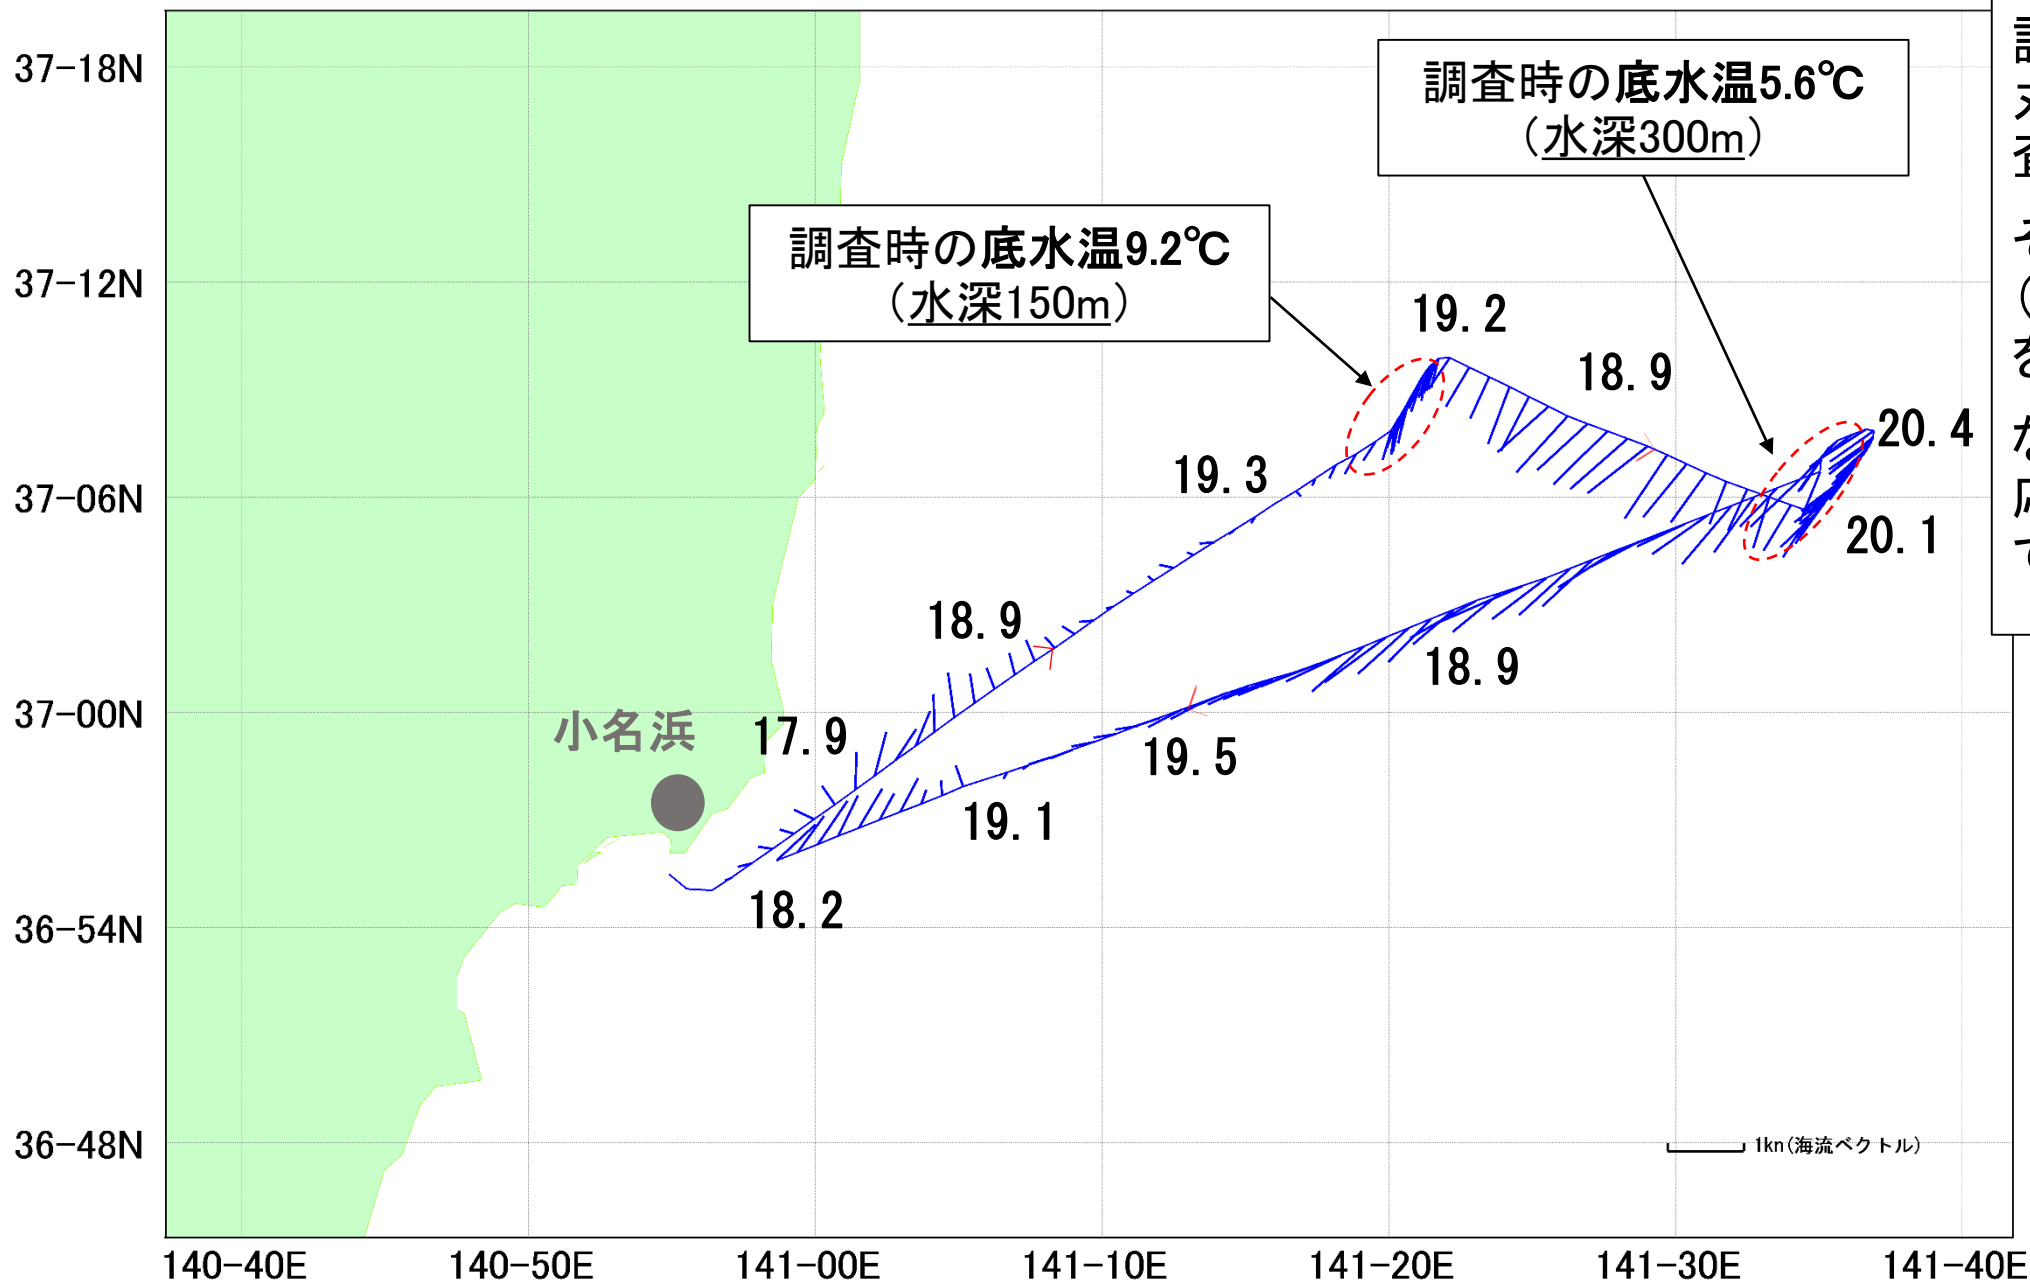 37-18N
37-12N
37-06N
37-00N
36-54N
36-48N
調査時の底水温5.6℃
(水深300m)
調査時の底水温9.2℃
(水深150m)
19.2
18.9
20.4
20.1
19.3
18.9
18.9
17.9
19.5
19.1
18.2
小名浜
1kn(海流ベクトル)
140-40E
140-50E
141-00E
141-10E
141-20E
141-30E
141-40E